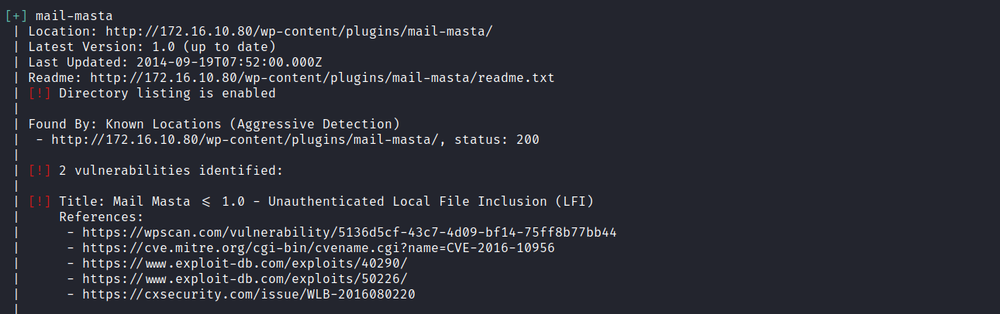 [+] mail-masta
| Location: http://172.16.10.80/wp-content/plugins/mail-masta/
| Latest Version: 1.0 (up to date)
| Last Updated: 2014-09-19T07:52:00.000Z
| Readme: http://172.16.10.80/wp-content/plugins/mail-masta/readme.txt
| [!] Directory listing is enabled
|
| Found By: Known Locations (Aggressive Detection)
|  - http://172.16.10.80/wp-content/plugins/mail-masta/, status: 200
|
| [!] 2 vulnerabilities identified:
|
| [!] Title: Mail Masta <= 1.0 - Unauthenticated Local File Inclusion (LFI)
|     References:
|      - https://wpscan.com/vulnerability/5136d5cf-43c7-4d09-bf14-75ff8b77bb44
|      - https://cve.mitre.org/cgi-bin/cvename.cgi?name=CVE-2016-10956
|      - https://www.exploit-db.com/exploits/40290/
|      - https://www.exploit-db.com/exploits/50226/
|      - https://cxsecurity.com/issue/WLB-2016080220
|